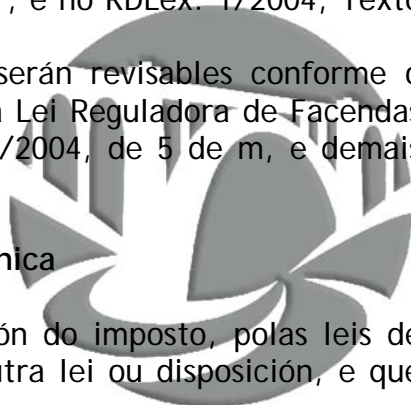 , e no RDLex. 1/2004, Texto
serán revisables conforme
Lei Reguladora de Facendas
/2004, de 5 de m, e demais
nica
ón do imposto, polas leis de
utra lei ou disposición, e que